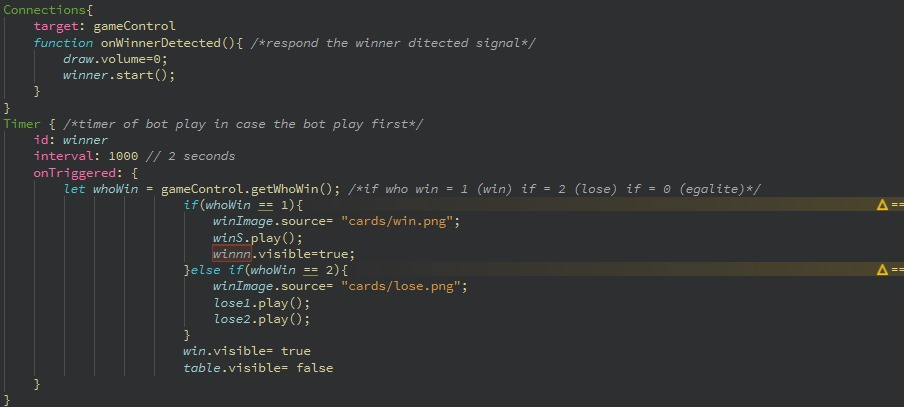 Connections{
    target: gameControl
    function onWinnerDetected(){ /*respond the winner ditected signal*/
        draw.volume=0;
        winner.start();
    }
}
Timer { /*timer of bot play in case the bot play first*/
    id: winner
    interval: 1000 // 2 seconds
    onTriggered: {
        let whoWin = gameControl.getWhoWin(); /*if who win = 1 (win) if = 2 (lose) if = 0 (egalite)*/
                        if(whoWin == 1){ ==
                            winImage.source= "cards/win.png";
                            winS.play();
                            winnn.visible=true;
                        }else if(whoWin == 2){ ==
                            winImage.source= "cards/lose.png";
                            lose1.play();
                            lose2.play();
                        }
                        win.visible= true
                        table.visible= false
    }
}